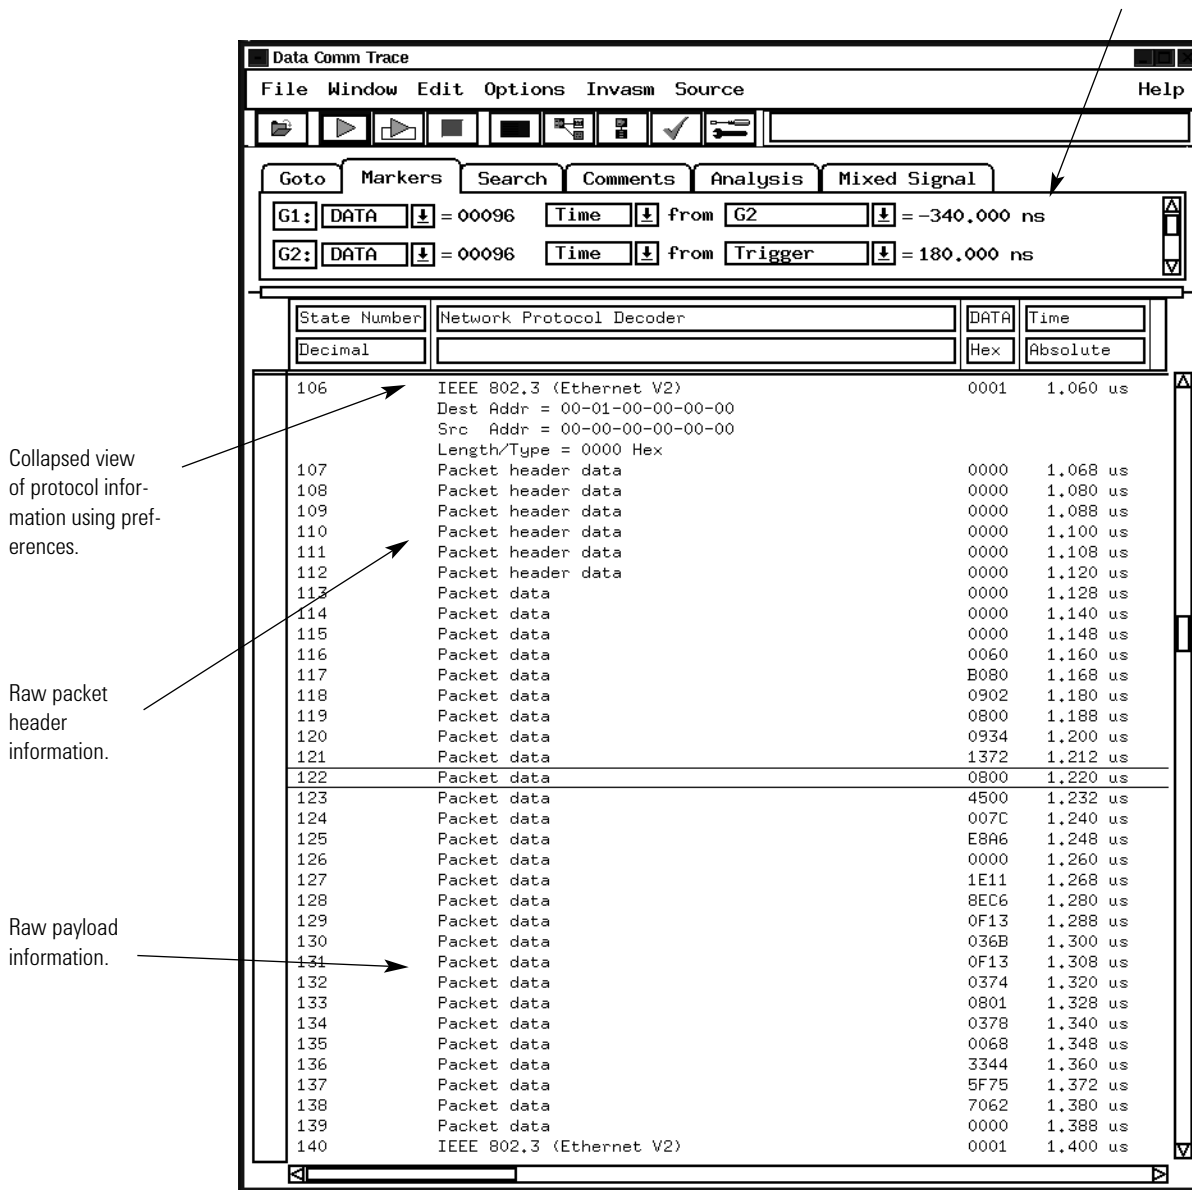 Data Comm Trace
File Window Edit Options Invasm Source Help
Goto Markers Search Comments Analysis Mixed Signal
G1: DATA = 00096 Time from G2 = -340.000 ns
G2: DATA = 00096 Time from Trigger = 180.000 ns
State Number Network Protocol Decoder DATA Time
Decimal Hex Absolute
106 IEEE 802.3 (Ethernet V2) 0001 1.060 us
Dest Addr = 00-01-00-00-00-00
Src Addr = 00-00-00-00-00-00
Length/Type = 0000 Hex
107 Packet header data 0000 1.068 us
108 Packet header data 0000 1.080 us
109 Packet header data 0000 1.088 us
110 Packet header data 0000 1.100 us
111 Packet header data 0000 1.108 us
112 Packet header data 0000 1.120 us
113 Packet data 0000 1.128 us
114 Packet data 0000 1.140 us
115 Packet data 0000 1.148 us
116 Packet data 0060 1.160 us
117 Packet data B080 1.168 us
118 Packet data 0902 1.180 us
119 Packet data 0800 1.188 us
120 Packet data 0934 1.200 us
121 Packet data 1372 1.212 us
122 Packet data 0800 1.220 us
123 Packet data 4500 1.232 us
124 Packet data 007C 1.240 us
125 Packet data E8A6 1.248 us
126 Packet data 0000 1.260 us
127 Packet data 1E11 1.268 us
128 Packet data 8EC6 1.280 us
129 Packet data 0F13 1.288 us
130 Packet data 036B 1.300 us
131 Packet data 0F13 1.308 us
132 Packet data 0374 1.320 us
133 Packet data 0801 1.328 us
134 Packet data 0378 1.340 us
135 Packet data 0068 1.348 us
136 Packet data 3344 1.360 us
137 Packet data 5F75 1.372 us
138 Packet data 7062 1.380 us
139 Packet data 0000 1.388 us
140 IEEE 802.3 (Ethernet V2) 0001 1.400 us
Collapsed view
of protocol infor-
mation using pref-
erences.
Raw packet
header
information.
Raw payload
information.